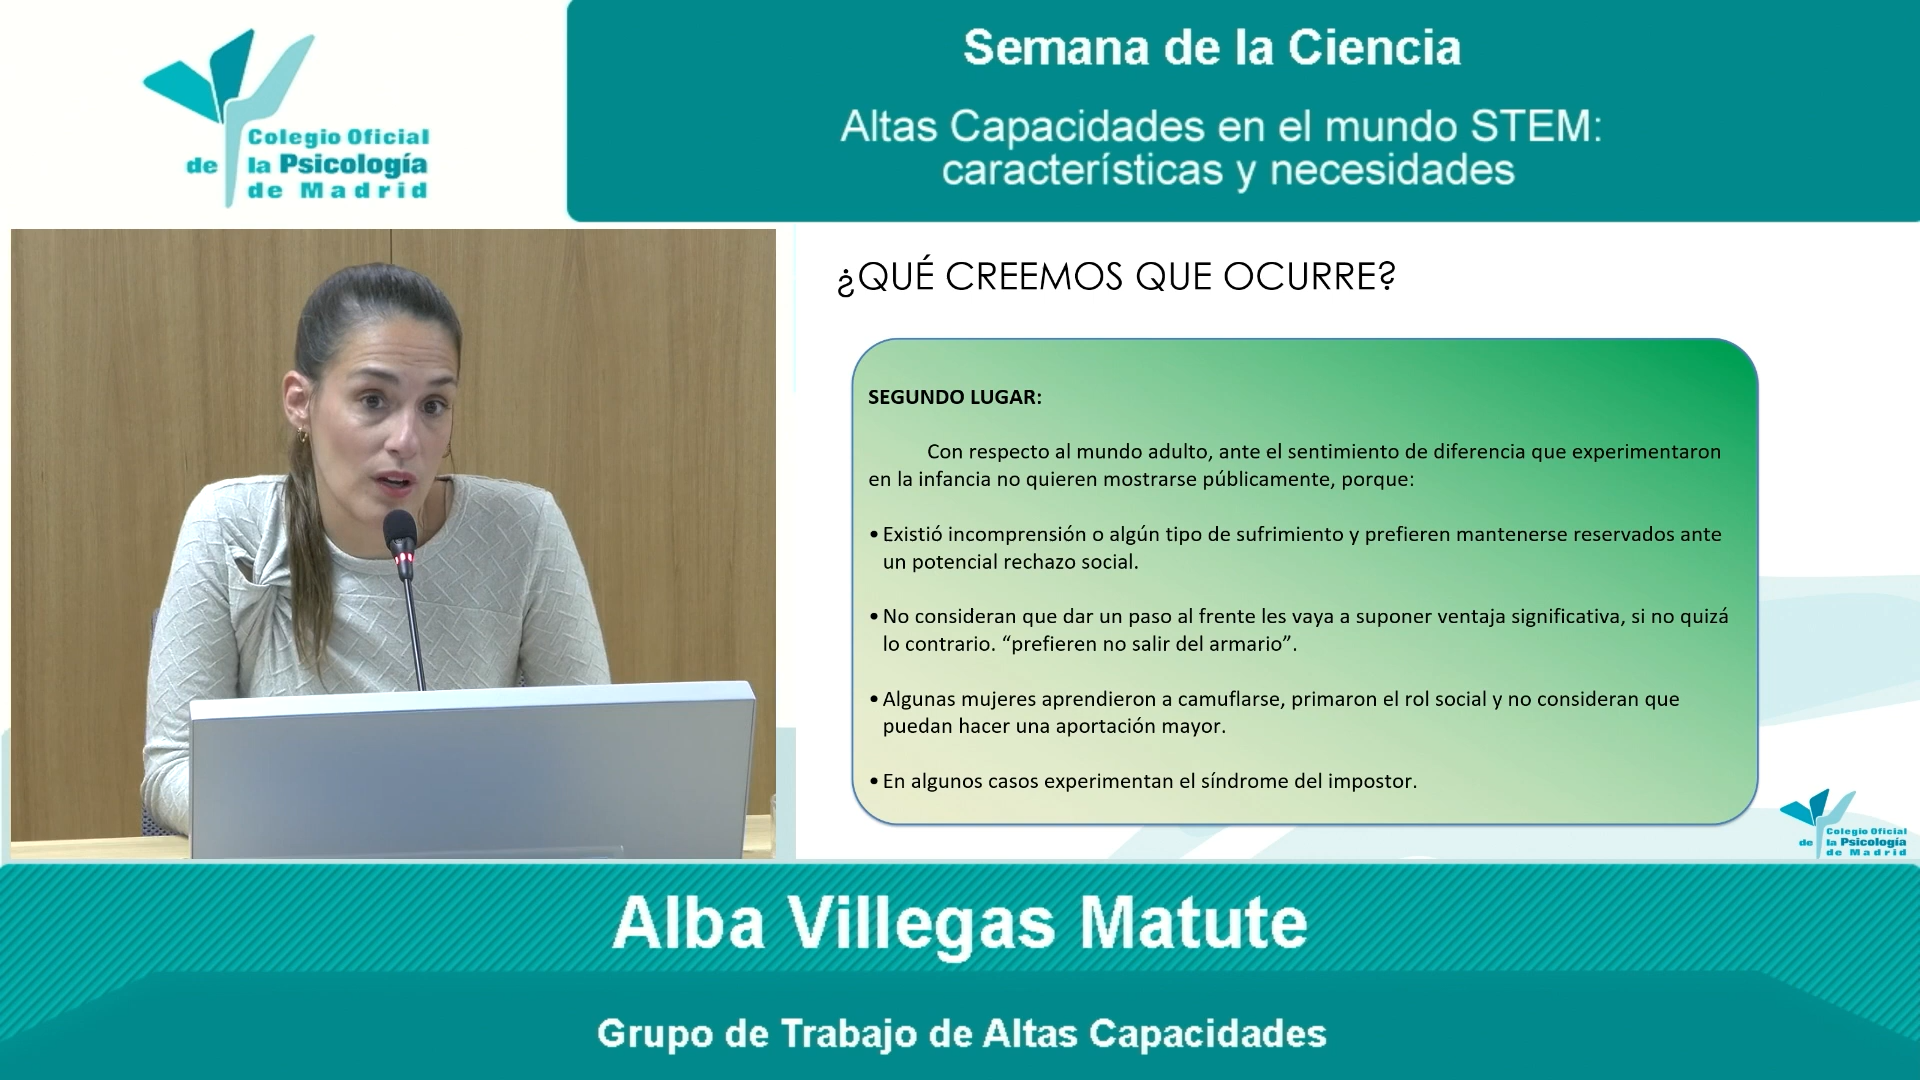 Colegio Oficial
de la Psicología
de Madrid
Semana de la Ciencia
Altas Capacidades en el mundo STEM:
características y necesidades
¿QUÉ CREEMOS QUE OCURRE?
SEGUNDO LUGAR:
Con respecto al mundo adulto, ante el sentimiento de diferencia que experimentaron
en la infancia no quieren mostrarse públicamente, porque:
• Existió incomprensión o algún tipo de sufrimiento y prefieren mantenerse reservados ante
un potencial rechazo social.
• No consideran que dar un paso al frente les vaya a suponer ventaja significativa, si no quizá
lo contrario. “prefieren no salir del armario”.
• Algunas mujeres aprendieron a camuflarse, primaron el rol social y no consideran que
puedan hacer una aportación mayor.
• En algunos casos experimentan el síndrome del impostor.
Colegio Oficial
de la Psicología
de Madrid
Alba Villegas Matute
Grupo de Trabajo de Altas Capacidades